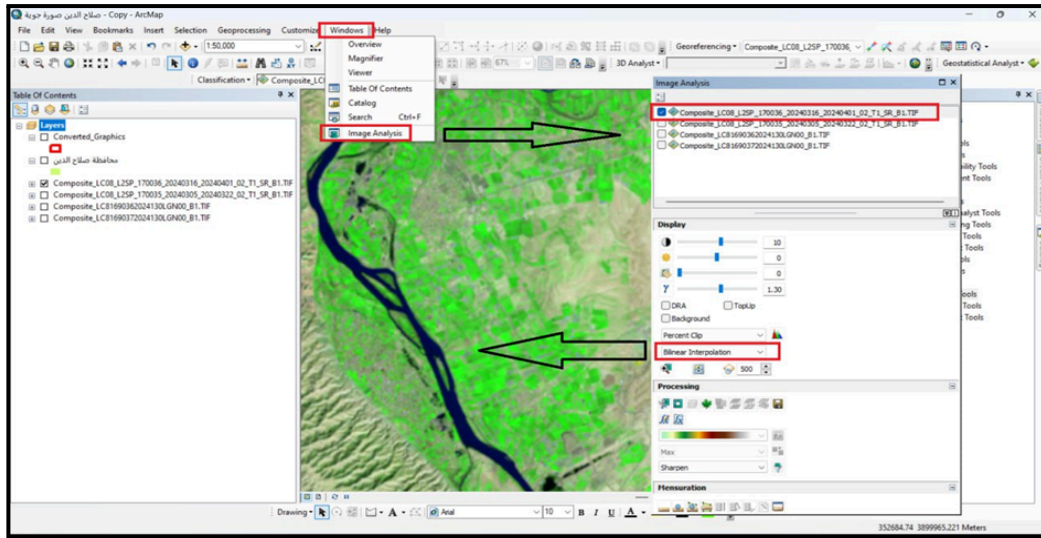 صلاح الدين صورة جوية - Copy - ArcMap
File Edit View Bookmarks Insert Selection Geoprocessing Customize Windows Help
1:50,000
67%
Georeferencing
Composite_LC08_L2SP_170036_
3D Analyst
Geostatistical Analyst
Classification
Composite_LC
Overview
Magnifier
Viewer
Table Of Contents
Catalog
Search Ctrl+F
Image Analysis
Table Of Contents
Layers
Converted_Graphics
محافظة صلاح الدين
Composite_LC08_L2SP_170036_20240316_20240401_02_T1_SR_B1.TIF
Composite_LC08_L2SP_170035_20240305_20240322_02_T1_SR_B1.TIF
Composite_LC81690362024130LGN00_B1.TIF
Composite_LC81690372024130LGN00_B1.TIF
Image Analysis
Composite_LC08_L2SP_170036_20240316_20240401_02_T1_SR_B1.TIF
Composite_LC08_L2SP_170035_20240305_20240322_02_T1_SR_B1.TIF
Composite_LC81690362024130LGN00_B1.TIF
Composite_LC81690372024130LGN00_B1.TIF
Display
10
0
0
1.30
DRA TopUp
Background
Percent Clip
Bilinear Interpolation
500
Processing
Max
Sharpen
Mensuration
Drawing
Arial
10
B I U A
352684.74 3899965.221 Meters